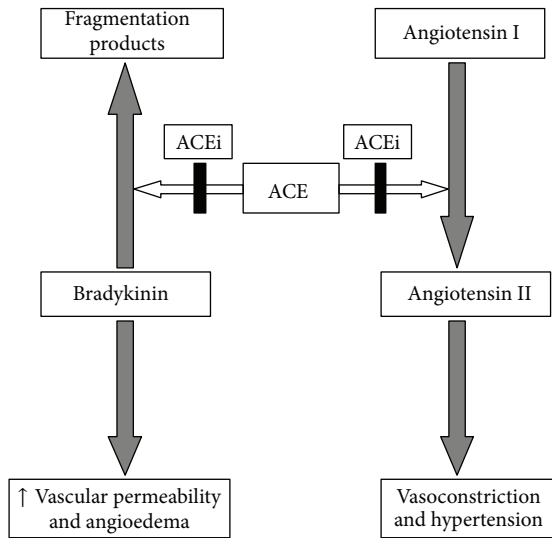 Fragmentation
products
Angiotensin I
ACEi
ACEi
ACE
Bradykinin
Angiotensin II
↑ Vascular permeability
and angioedema
Vasoconstriction
and hypertension